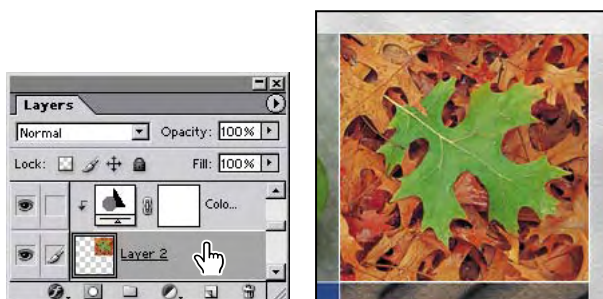 Layers
Normal Opacity: 100%
Lock: Fill: 100%
Colo...
Layer 2